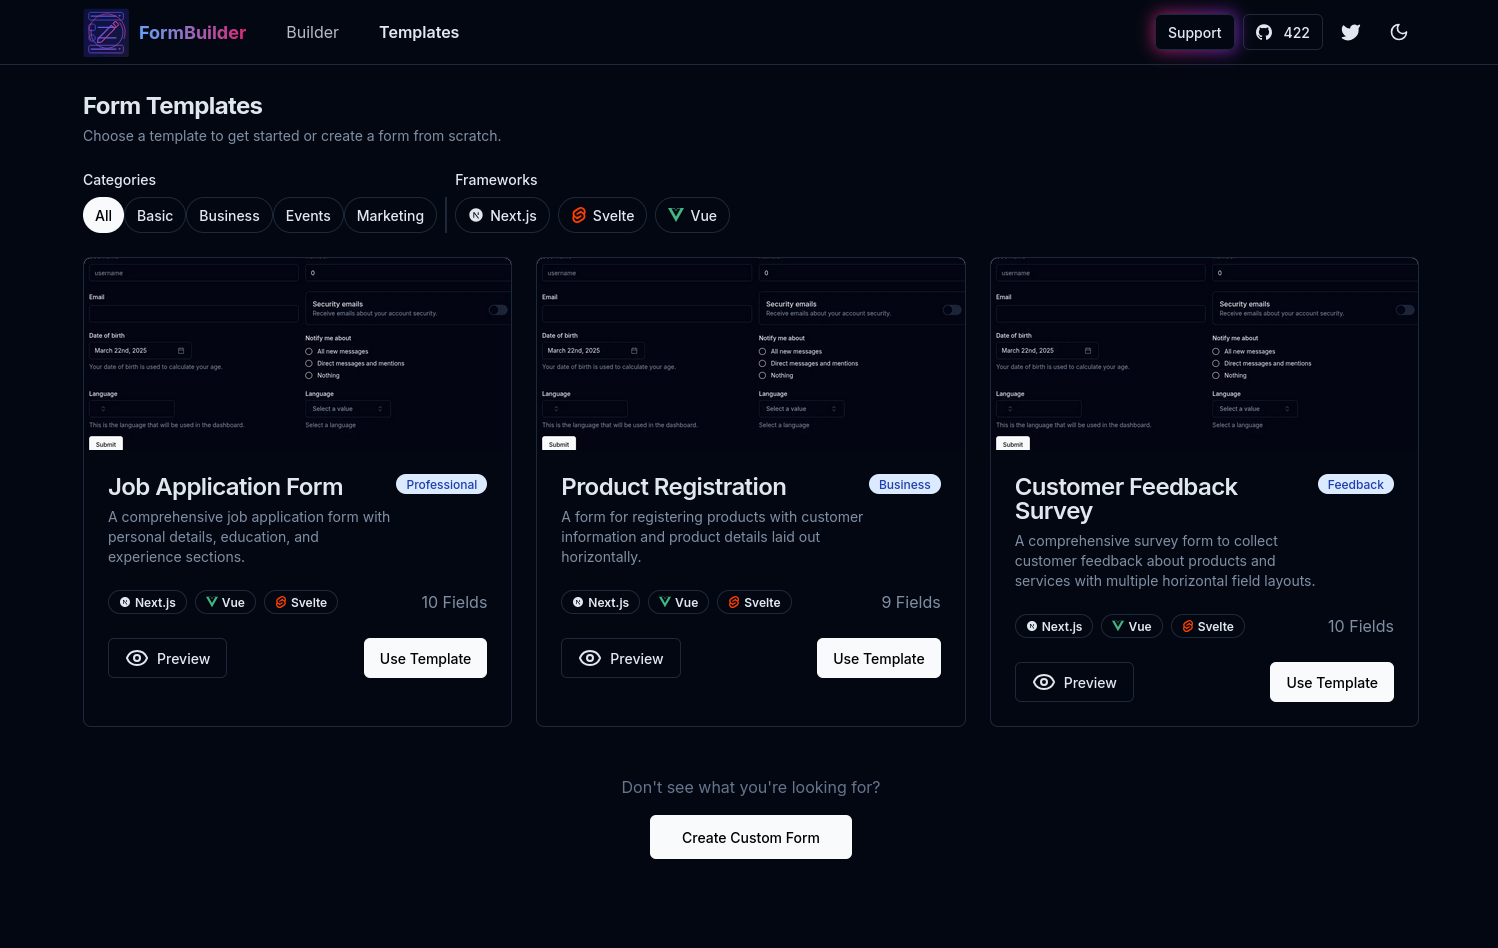 FormBuilder
Builder
Templates
Support
422
Form Templates
Choose a template to get started or create a form from scratch.
Categories
All
Basic
Business
Events
Marketing
Frameworks
Next.js
Svelte
Vue
username
0
Email
Security emails
Receive emails about your account security.
Date of birth
March 22nd, 2025
Your date of birth is used to calculate your age.
Notify me about
All new messages
Direct messages and mentions
Nothing
Language
Language
Select a value
This is the language that will be used in the dashboard.
Select a language
Submit
Job Application Form
Professional
A comprehensive job application form with
personal details, education, and
experience sections.
Next.js
Vue
Svelte
10 Fields
Preview
Use Template
username
0
Email
Security emails
Receive emails about your account security.
Date of birth
March 22nd, 2025
Your date of birth is used to calculate your age.
Notify me about
All new messages
Direct messages and mentions
Nothing
Language
Language
Select a value
This is the language that will be used in the dashboard.
Select a language
Submit
Product Registration
Business
A form for registering products with customer
information and product details laid out
horizontally.
Next.js
Vue
Svelte
9 Fields
Preview
Use Template
username
0
Email
Security emails
Receive emails about your account security.
Date of birth
March 22nd, 2025
Your date of birth is used to calculate your age.
Notify me about
All new messages
Direct messages and mentions
Nothing
Language
Language
Select a value
This is the language that will be used in the dashboard.
Select a language
Submit
Customer Feedback
Survey
Feedback
A comprehensive survey form to collect
customer feedback about products and
services with multiple horizontal field layouts.
Next.js
Vue
Svelte
10 Fields
Preview
Use Template
Don't see what you're looking for?
Create Custom Form